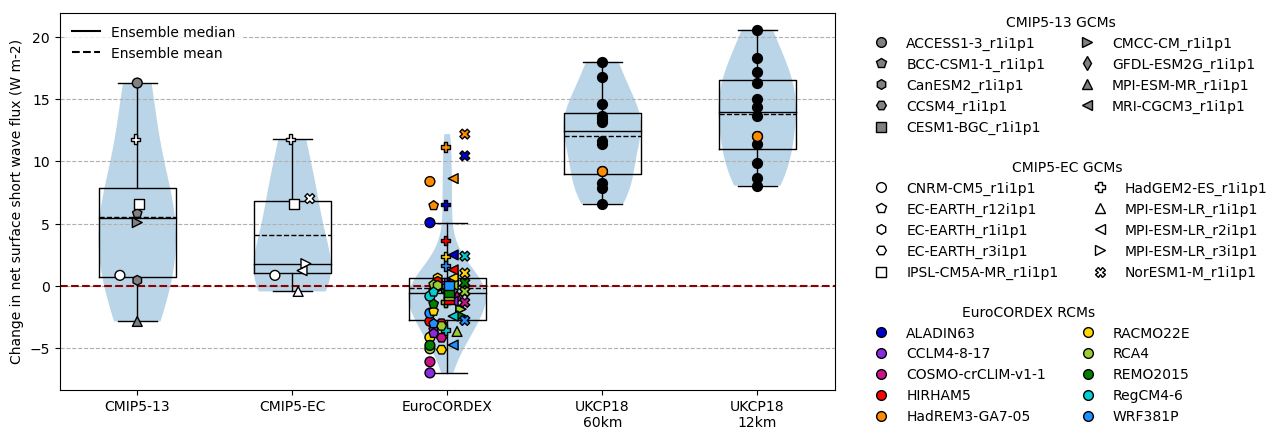 Change in net surface short wave flux (W m-2)
20
15
10
5
0
−5
Ensemble median
Ensemble mean
CMIP5-13
CMIP5-EC
EuroCORDEX
UKCP18
60km
UKCP18
12km
CMIP5-13 GCMs
ACCESS1-3_r1i1p1
BCC-CSM1-1_r1i1p1
CanESM2_r1i1p1
CCSM4_r1i1p1
CESM1-BGC_r1i1p1
CMCC-CM_r1i1p1
GFDL-ESM2G_r1i1p1
MPI-ESM-MR_r1i1p1
MRI-CGCM3_r1i1p1
CMIP5-EC GCMs
CNRM-CM5_r1i1p1
EC-EARTH_r12i1p1
EC-EARTH_r1i1p1
EC-EARTH_r3i1p1
IPSL-CM5A-MR_r1i1p1
HadGEM2-ES_r1i1p1
MPI-ESM-LR_r1i1p1
MPI-ESM-LR_r2i1p1
MPI-ESM-LR_r3i1p1
NorESM1-M_r1i1p1
EuroCORDEX RCMs
ALADIN63
CCLM4-8-17
COSMO-crCLIM-v1-1
HIRHAM5
HadREM3-GA7-05
RACMO22E
RCA4
REMO2015
RegCM4-6
WRF381P